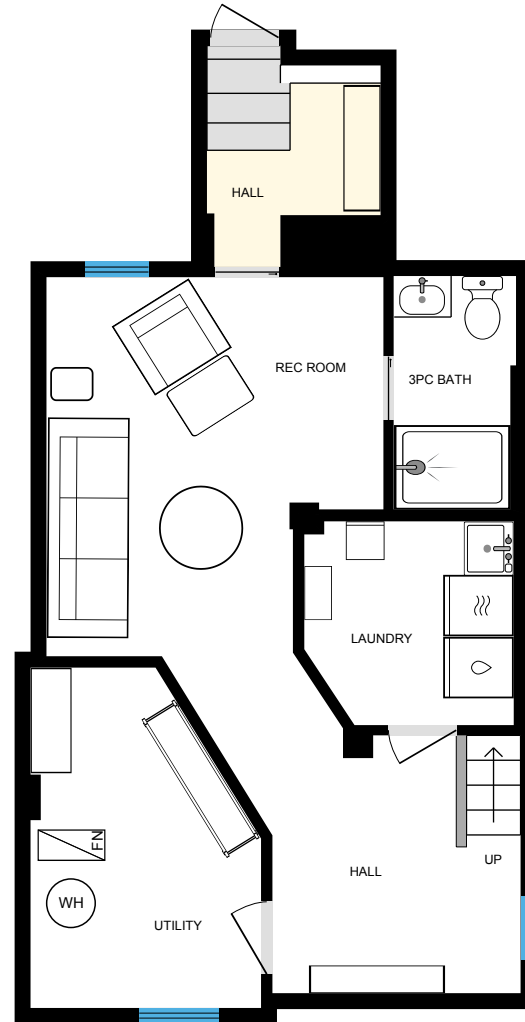 HALL
REC ROOM
3PC BATH
LAUNDRY
FN
UP
HALL
WH
UTILITY